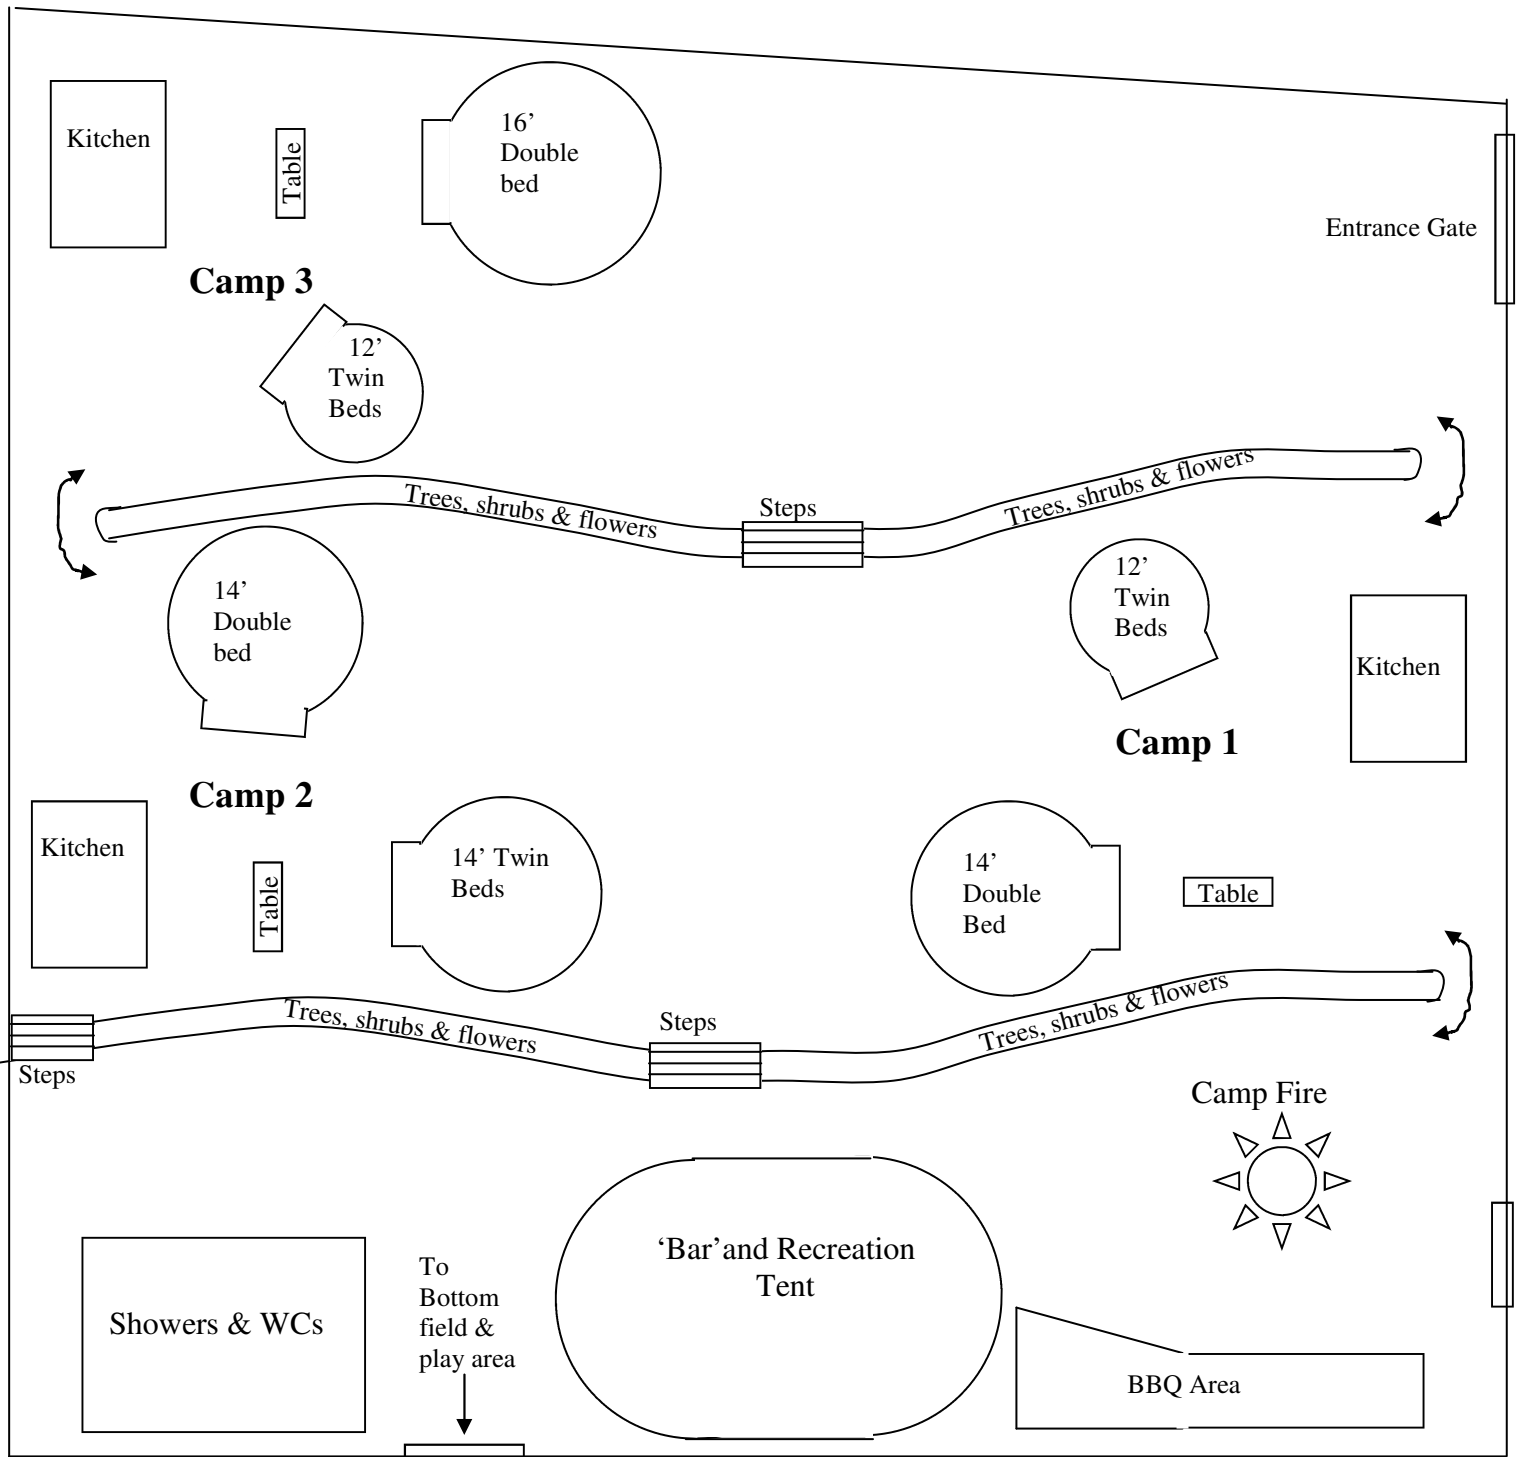 Kitchen
Table
16’
Double
bed
Entrance Gate
Camp 3
12’
Twin
Beds
Trees, shrubs & flowers
Steps
Trees, shrubs & flowers
14’
Double
bed
12’
Twin
Beds
Kitchen
Camp 1
Camp 2
Kitchen
Table
14’ Twin
Beds
14’
Double
Bed
Table
Trees, shrubs & flowers
Steps
Trees, shrubs & flowers
Steps
Camp Fire
Showers & WCs
To
Bottom
field &
play area
‘Bar’and Recreation
Tent
BBQ Area